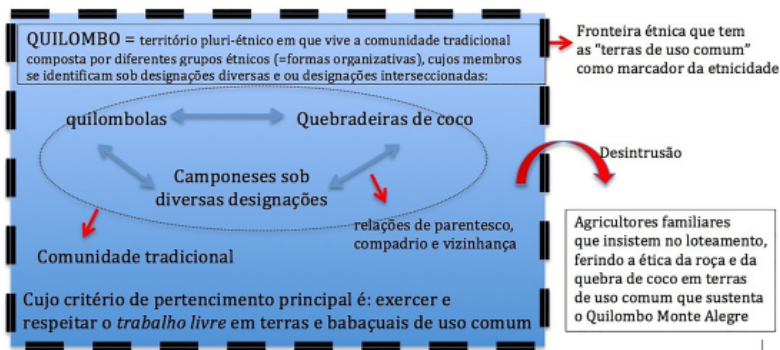 QUILOMBO = território pluri-étnico em que vive a comunidade tradicional
composta por diferentes grupos étnicos (=formas organizativas), cujos membros
se identificam sob designações diversas e ou designações interseccionadas:
Fronteira étnica que tem
as “terras de uso comum”
como marcador da etnicidade
quilombolas
Quebradeiras de coco
Camponeses sob
diversas designações
Desintrusão
relações de parentesco,
compadrio e vizinhança
Comunidade tradicional
Agricultores familiares
que insistem no loteamento,
ferindo a ética da roça e da
quebra de coco em terras
de uso comum que sustenta
o Quilombo Monte Alegre
Cujo critério de pertencimento principal é: exercer e
respeitar o trabalho livre em terras e babaçuais de uso comum